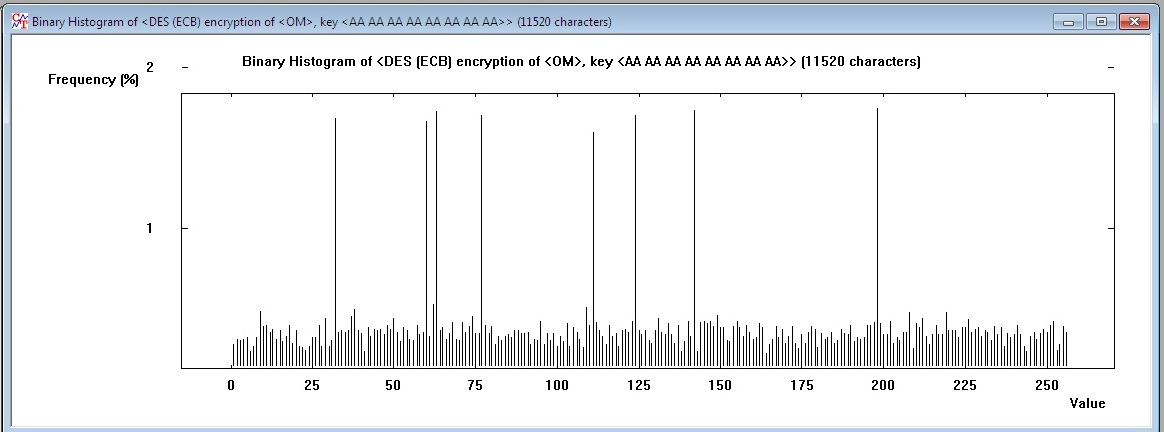 Binary Histogram of <DES (ECB) encryption of <OM>, key <AA AA AA AA AA AA AA AA>> (11520 characters)
Binary Histogram of <DES (ECB) encryption of <OM>, key <AA AA AA AA AA AA AA AA>> (11520 characters)
2
Frequency (%)
1
0 25 50 75 100 125 150 175 200 225 250
Value